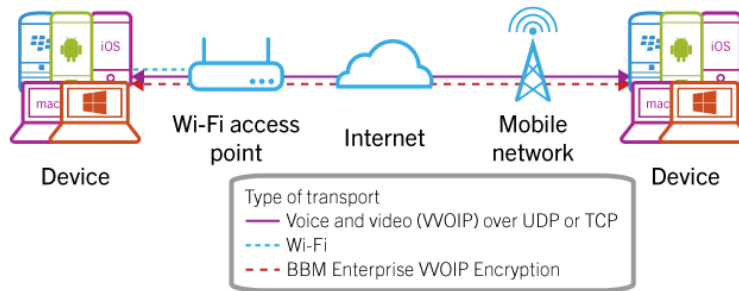 iOS
mac
iOS
mac
Wi-Fi access
point
Internet
Mobile
network
Device
Device
Type of transport
Voice and video (VVOIP) over UDP or TCP
Wi-Fi
BBM Enterprise VVOIP Encryption